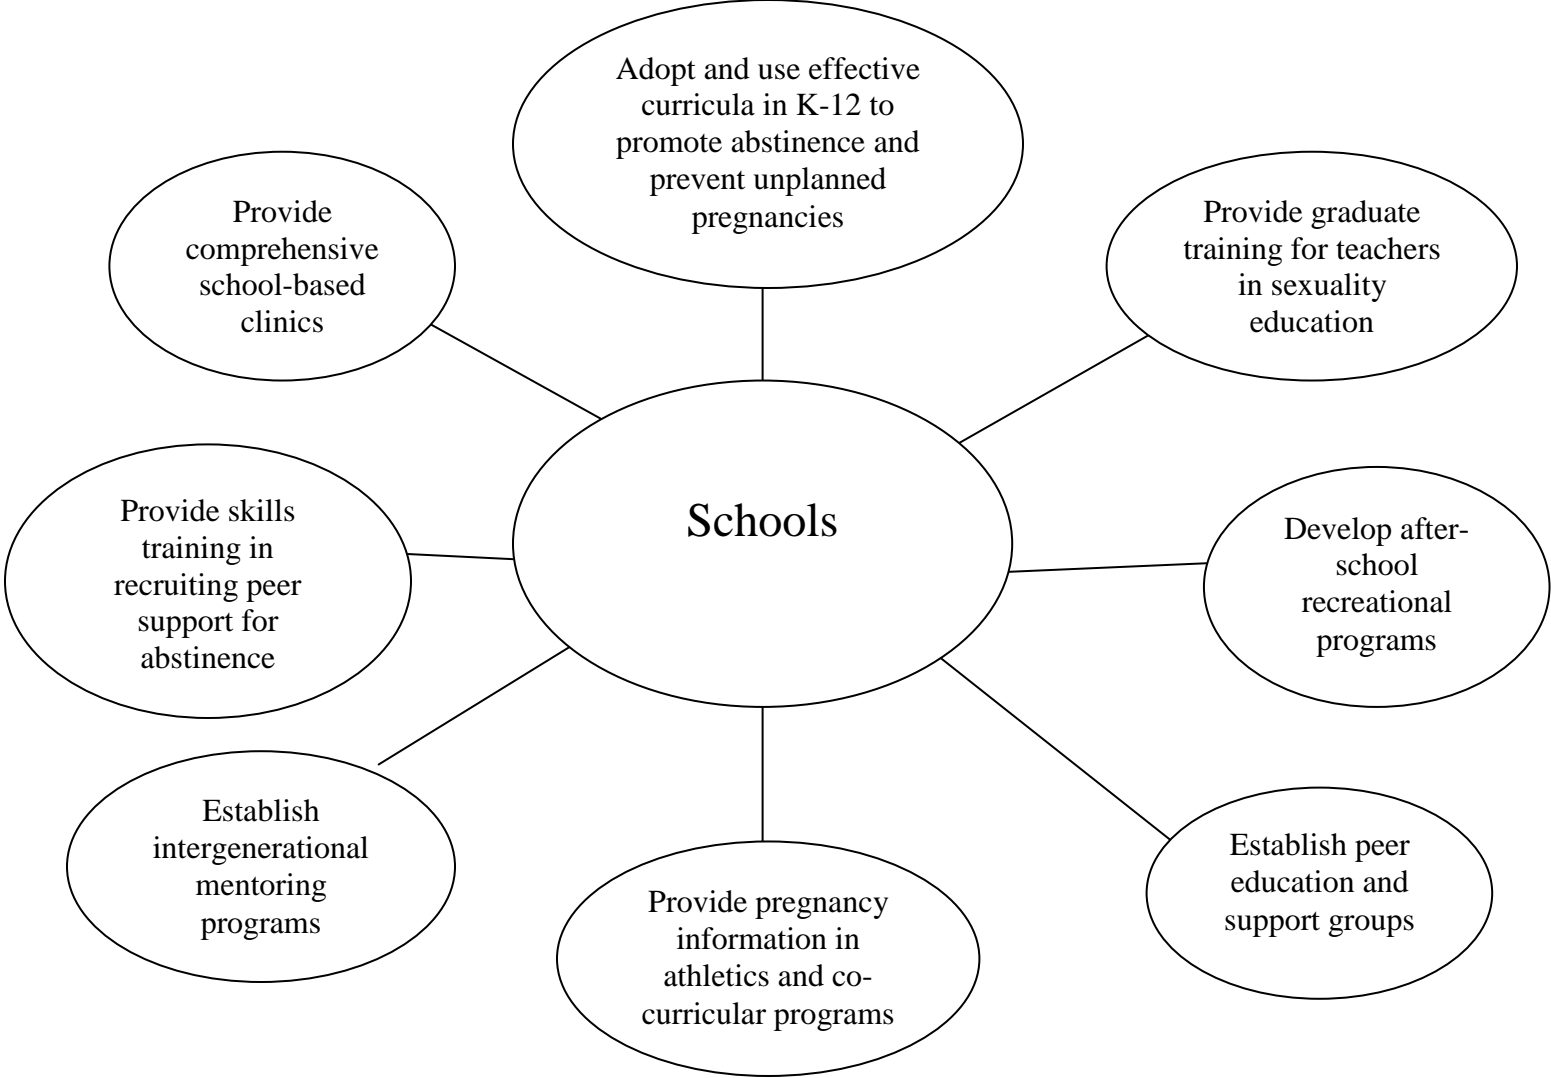 Adopt and use effective
curricula in K-12 to
promote abstinence and
prevent unplanned
pregnancies
Provide
comprehensive
school-based
clinics
Provide graduate
training for teachers
in sexuality
education
Schools
Provide skills
training in
recruiting peer
support for
abstinence
Develop after-
school
recreational
programs
Establish
intergenerational
mentoring
programs
Provide pregnancy
information in
athletics and co-
curricular programs
Establish peer
education and
support groups